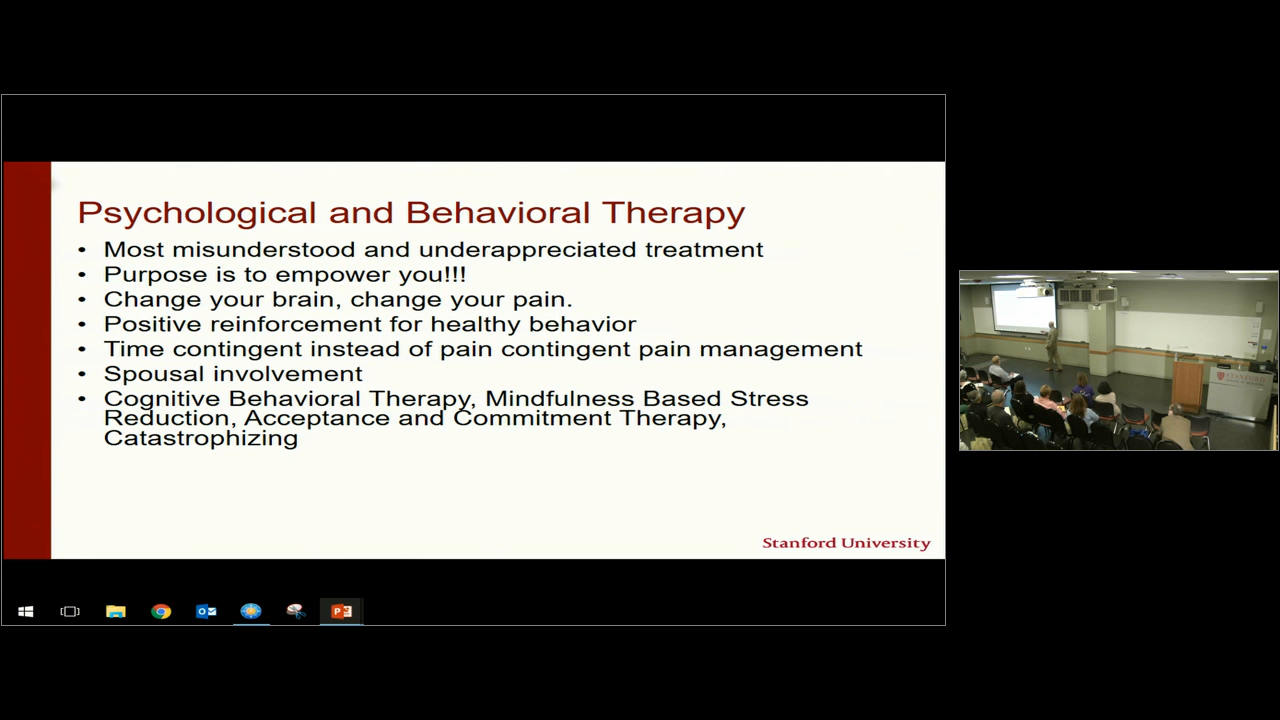 Psychological and Behavioral Therapy
• Most misunderstood and underappreciated treatment
• Purpose is to empower you!!!
• Change your brain, change your pain.
• Positive reinforcement for healthy behavior
• Time contingent instead of pain contingent pain management
• Spousal involvement
• Cognitive Behavioral Therapy, Mindfulness Based Stress
Reduction, Acceptance and Commitment Therapy,
Catastrophizing
Stanford University
STANFORD